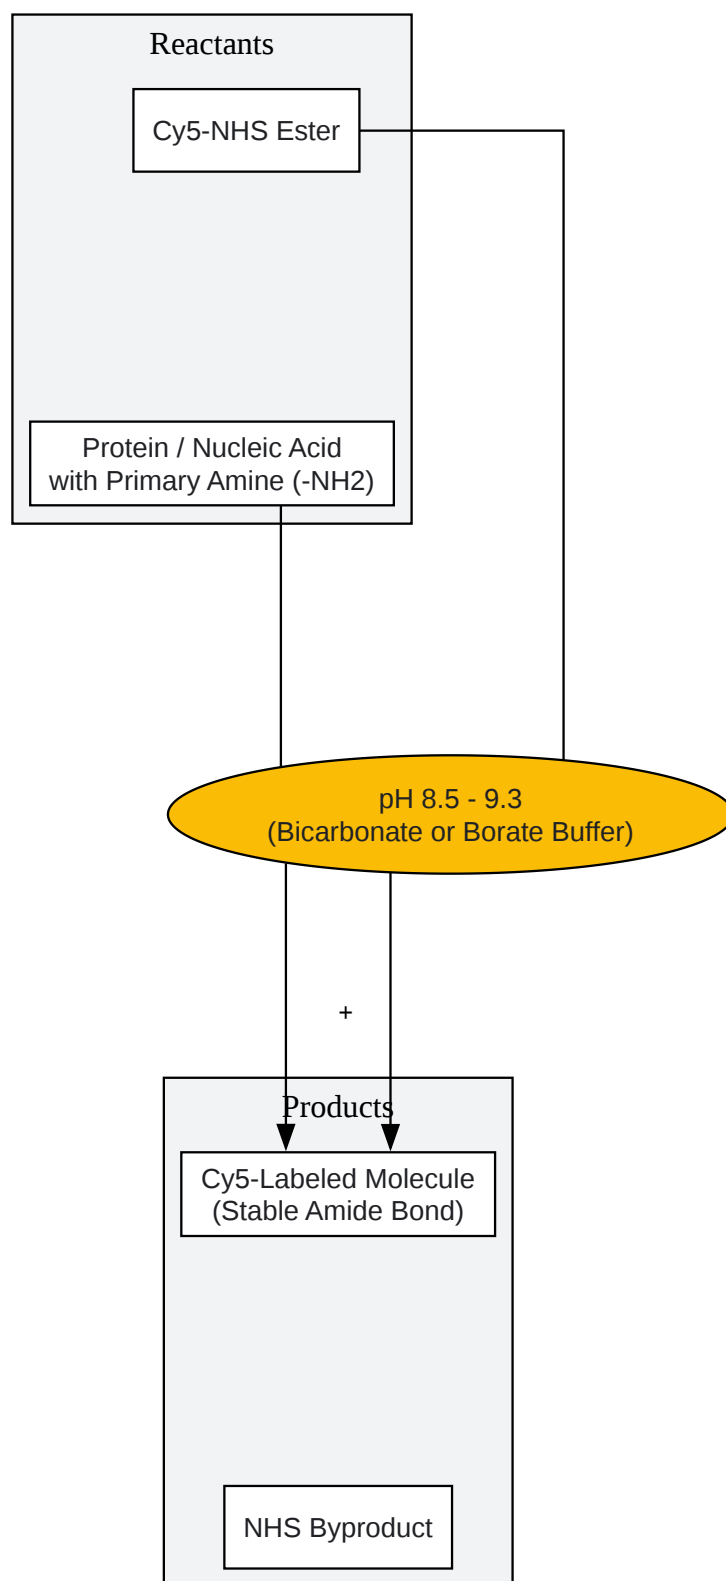 Reactants
Cy5-NHS Ester
Protein / Nucleic Acid
with Primary Amine (-NH2)
pH 8.5 - 9.3
(Bicarbonate or Borate Buffer)
+
Products
Cy5-Labeled Molecule
(Stable Amide Bond)
NHS Byproduct